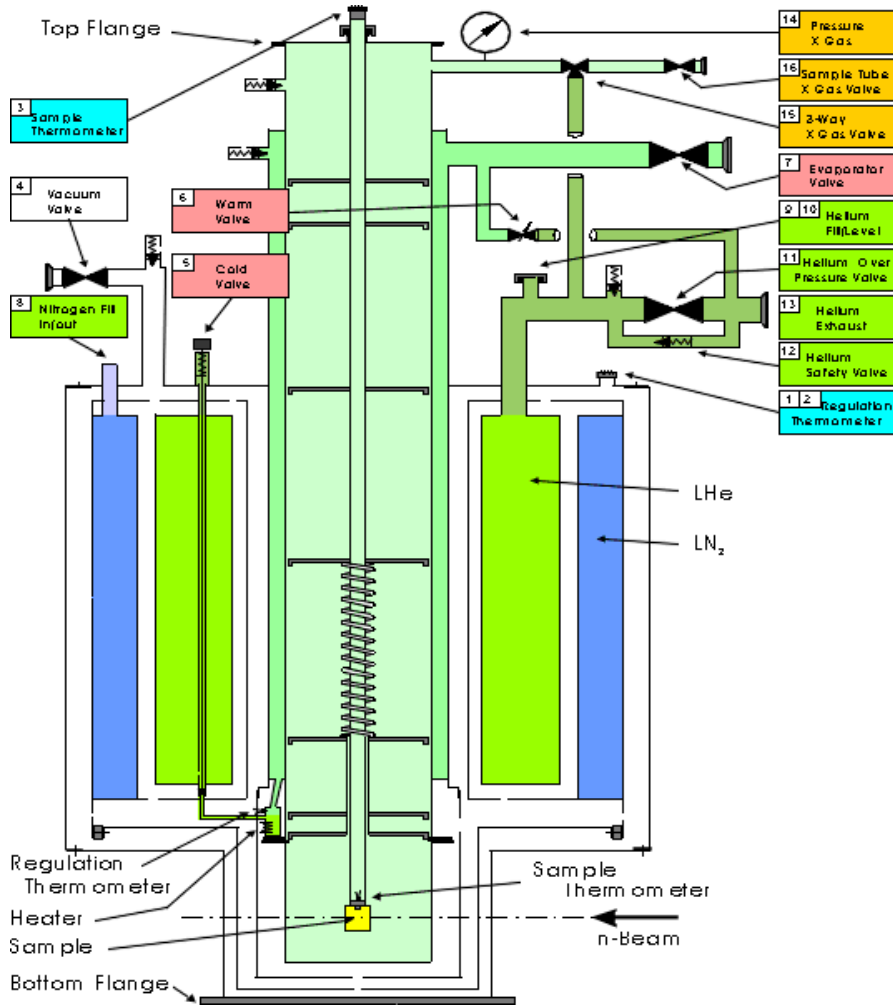 Top Flange
14 Pressure
X Gas
16 Sample Tube
X Gas Valve
15 3-Way
X Gas Valve
3 Sample
Thermometer
7 Evaporator
Valve
4 Vacuum
Valve
6 Warm
Valve
9 10 Helium
Fill/Level
5 Cold
Valve
11 Helium Over
Pressure Valve
8 Nitrogen Fill
In/out
13 Helium
Exhaust
12 Helium
Safety Valve
1 2 Regulation
Thermometer
LHe
LN₂
Regulation
Thermometer
Sample
Thermometer
Heater
Sample
n-Beam
Bottom Flange